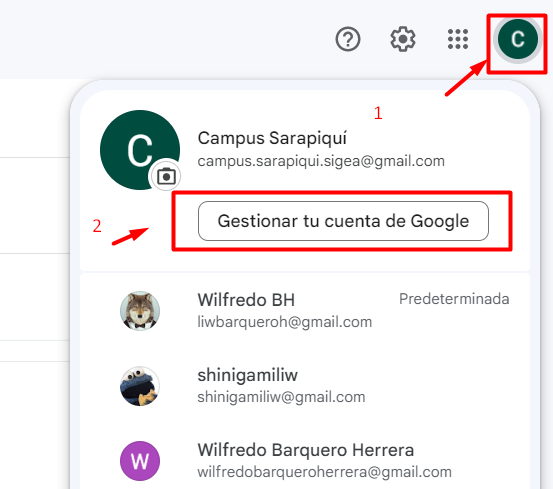 C
1
C
Campus Sarapiquí
campus.sarapiqui.sigea@gmail.com
2
Gestionar tu cuenta de Google
Wilfredo BH
Predeterminada
liwbarqueroh@gmail.com
shinigamiliw
shinigamiliw@gmail.com
W
Wilfredo Barquero Herrera
wilfredobarqueroherrera@gmail.com